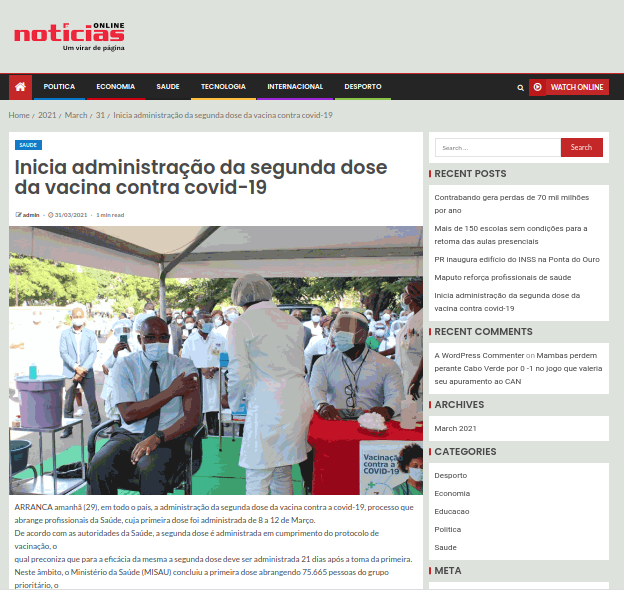 ONLINE
notícias
Um virar de página
POLITICA ECONOMIA SAUDE TECNOLOGIA INTERNACIONAL DESPORTO WATCH ONLINE
Home / 2021 / March / 31 / Inicia administração da segunda dose da vacina contra covid-19
SAUDE
Inicia administração da segunda dose
da vacina contra covid-19
admin - 31/03/2021 - 1 min read
Vacinação
contra a
COVID-19
ARRANCA amanhã (29), em todo o país, a administração da segunda dose da vacina contra a covid-19, processo que
abrange profissionais da Saúde, cuja primeira dose foi administrada de 8 a 12 de Março.
De acordo com as autoridades da Saúde, a segunda dose é administrada em cumprimento do protocolo de
vacinação, o
qual preconiza que para a eficácia da mesma a segunda dose deve ser administrada 21 dias após a toma da primeira.
Neste âmbito, o Ministério da Saúde (MISAU) concluiu a primeira dose abrangendo 75.665 pessoas do grupo
prioritário, o
Search ... Search
RECENT POSTS
Contrabando gera perdas de 70 mil milhões
por ano
Mais de 150 escolas sem condições para a
retoma das aulas presenciais
PR inaugura edifício do INSS na Ponta do Ouro
Maputo reforça profissionais de saúde
Inicia administração da segunda dose da
vacina contra covid-19
RECENT COMMENTS
A WordPress Commenter on Mambas perdem
perante Cabo Verde por 0 -1 no jogo que valeria
seu apuramento ao CAN
ARCHIVES
March 2021
CATEGORIES
Desporto
Economia
Educacao
Politica
Saude
META